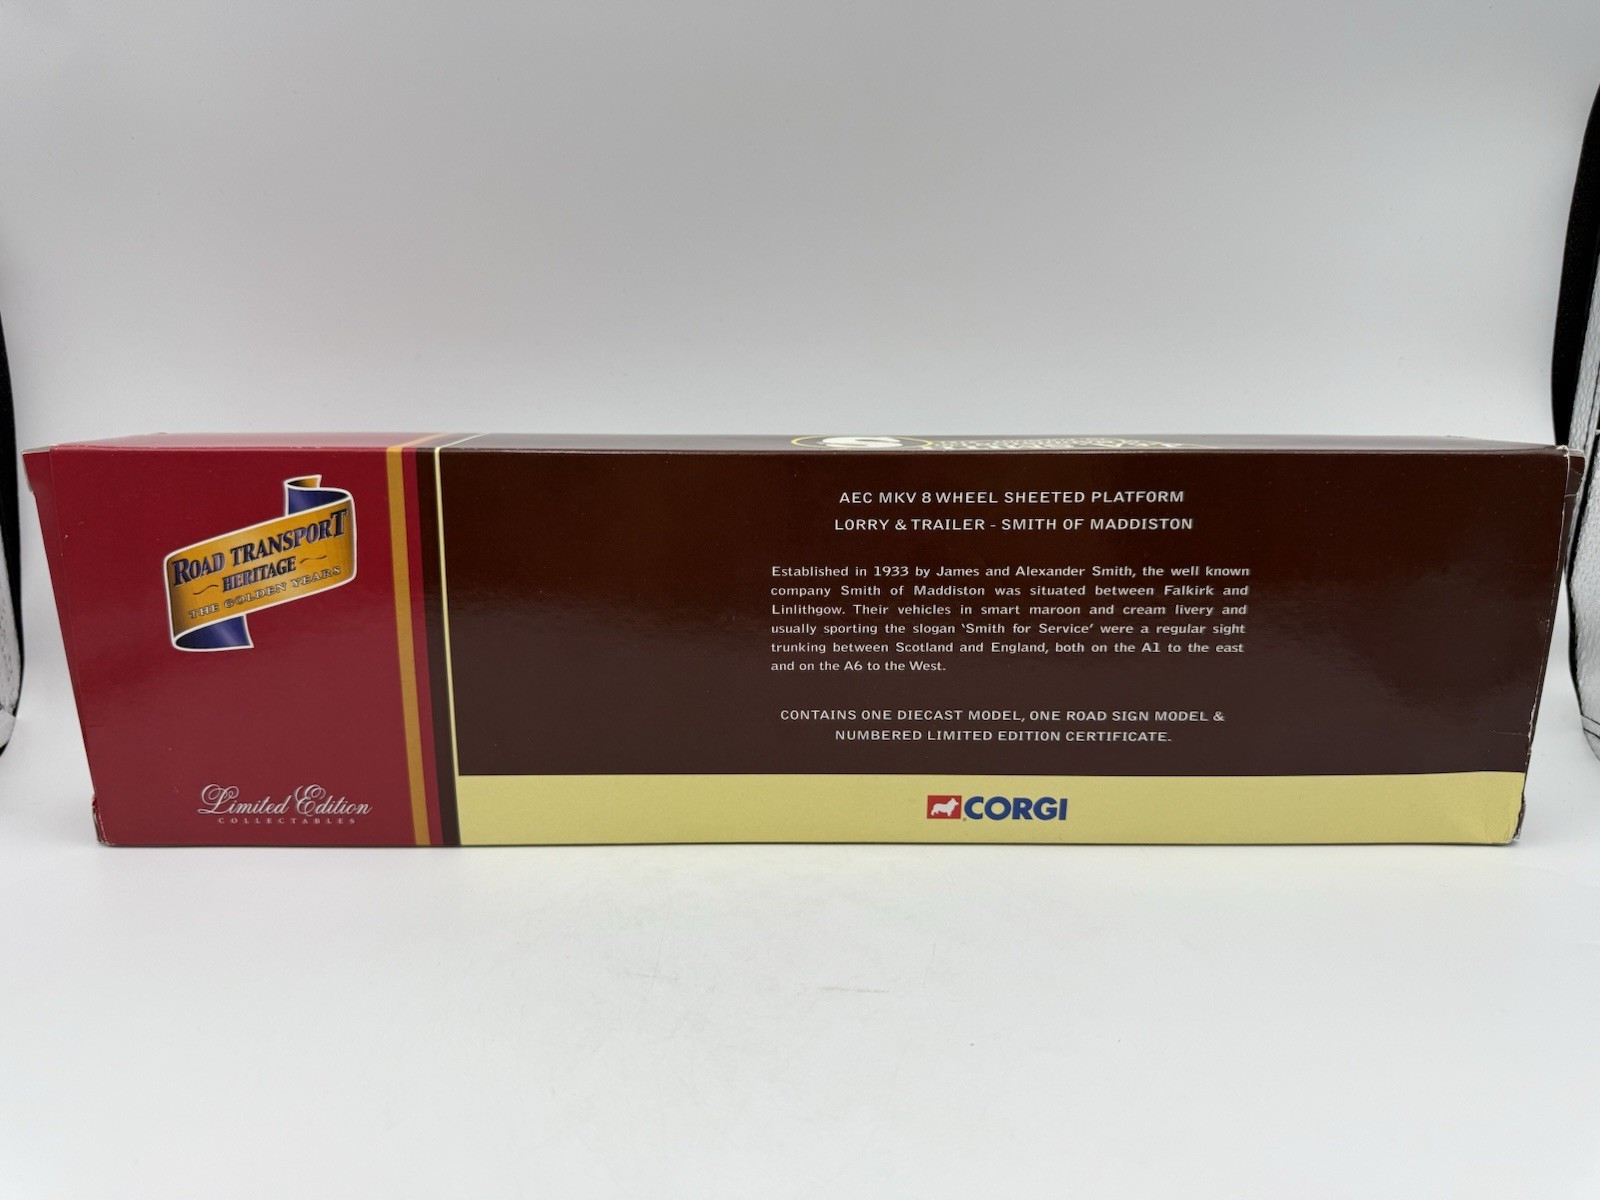 ROAD TRANSPORT
HERITAGE
THE GOLDEN YEARS
Limited Edition
COLLECTABLES
AEC MKV 8 WHEEL SHEETED PLATFORM
LORRY & TRAILER - SMITH OF MADDISTON
Established in 1933 by James and Alexander Smith, the well known
company Smith of Maddiston was situated between Falkirk and
Linlithgow. Their vehicles in smart maroon and cream livery and
usually sporting the slogan 'Smith for Service' were a regular sight
trunking between Scotland and England, both on the A1 to the east
and on the A6 to the West.
CONTAINS ONE DIECAST MODEL, ONE ROAD SIGN MODEL &
NUMBERED LIMITED EDITION CERTIFICATE.
CORGI